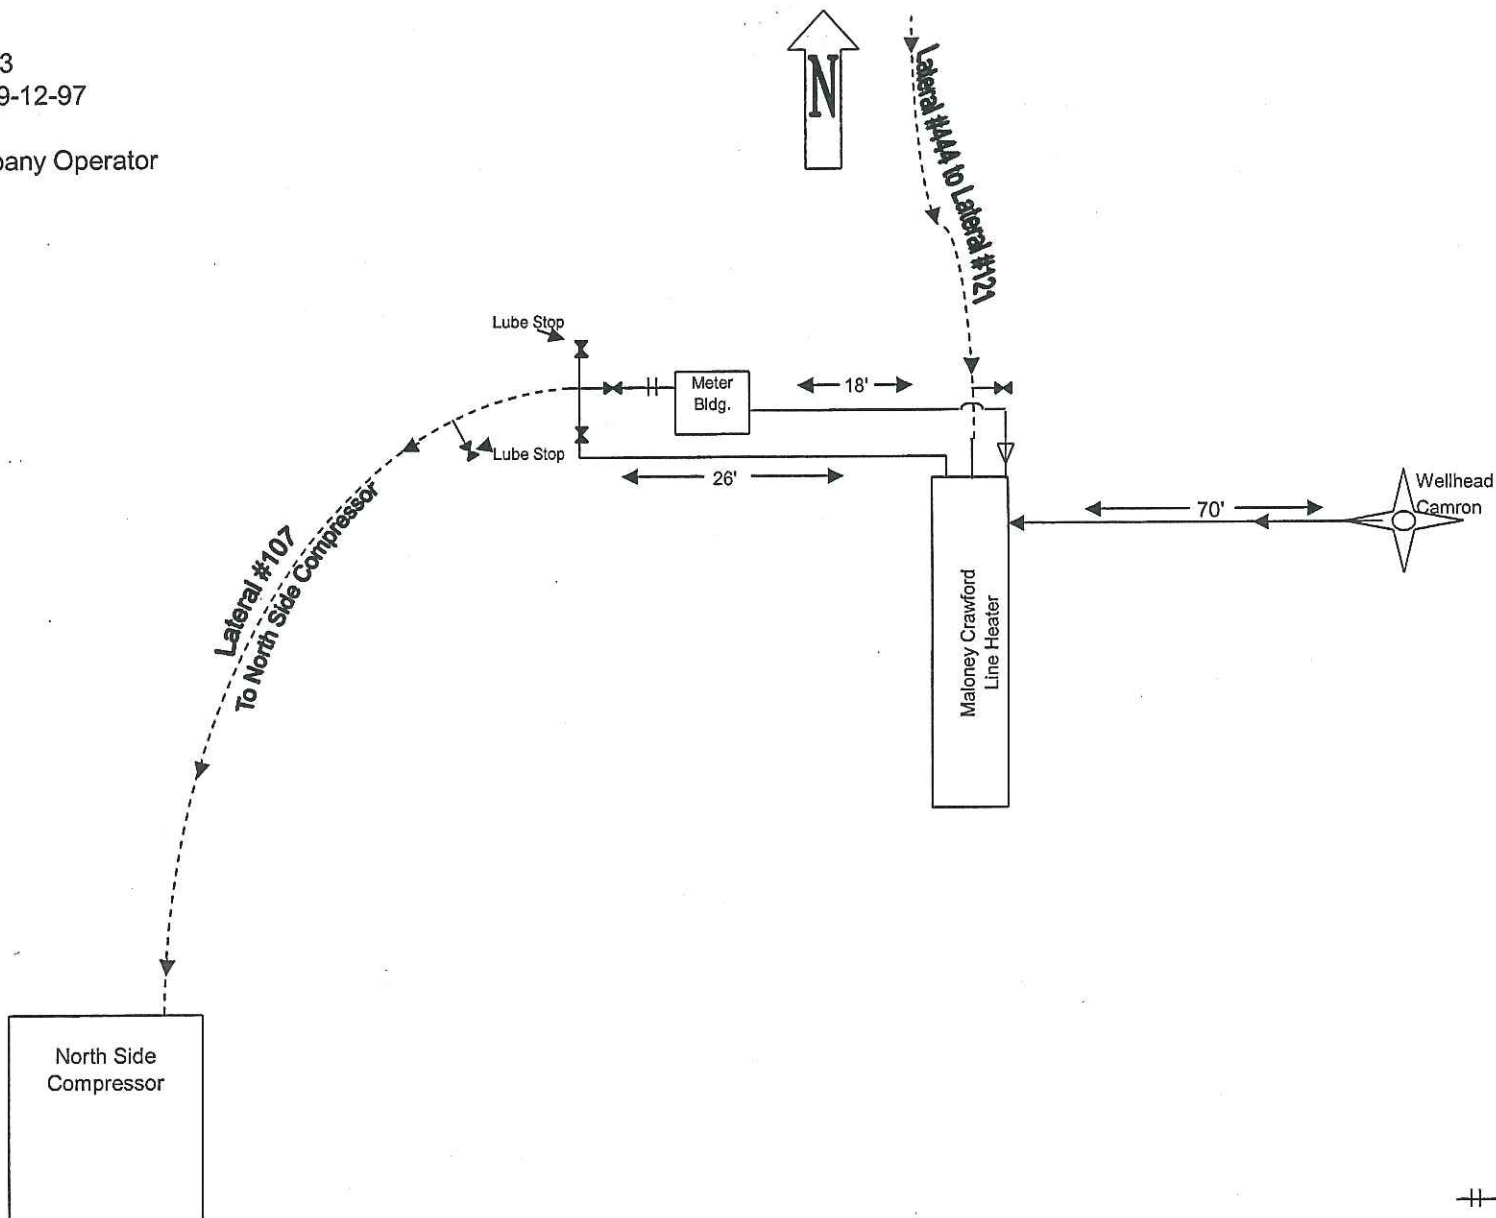 3
9-12-97
pany Operator
N
Lateral #444 to Lateral #121
Lube Stop
Meter
Bldg.
18'
Lube Stop
26'
Wellhead
Camron
70'
Lateral #107
To North Side Compressor
Maloney Crawford
Line Heater
North Side
Compressor